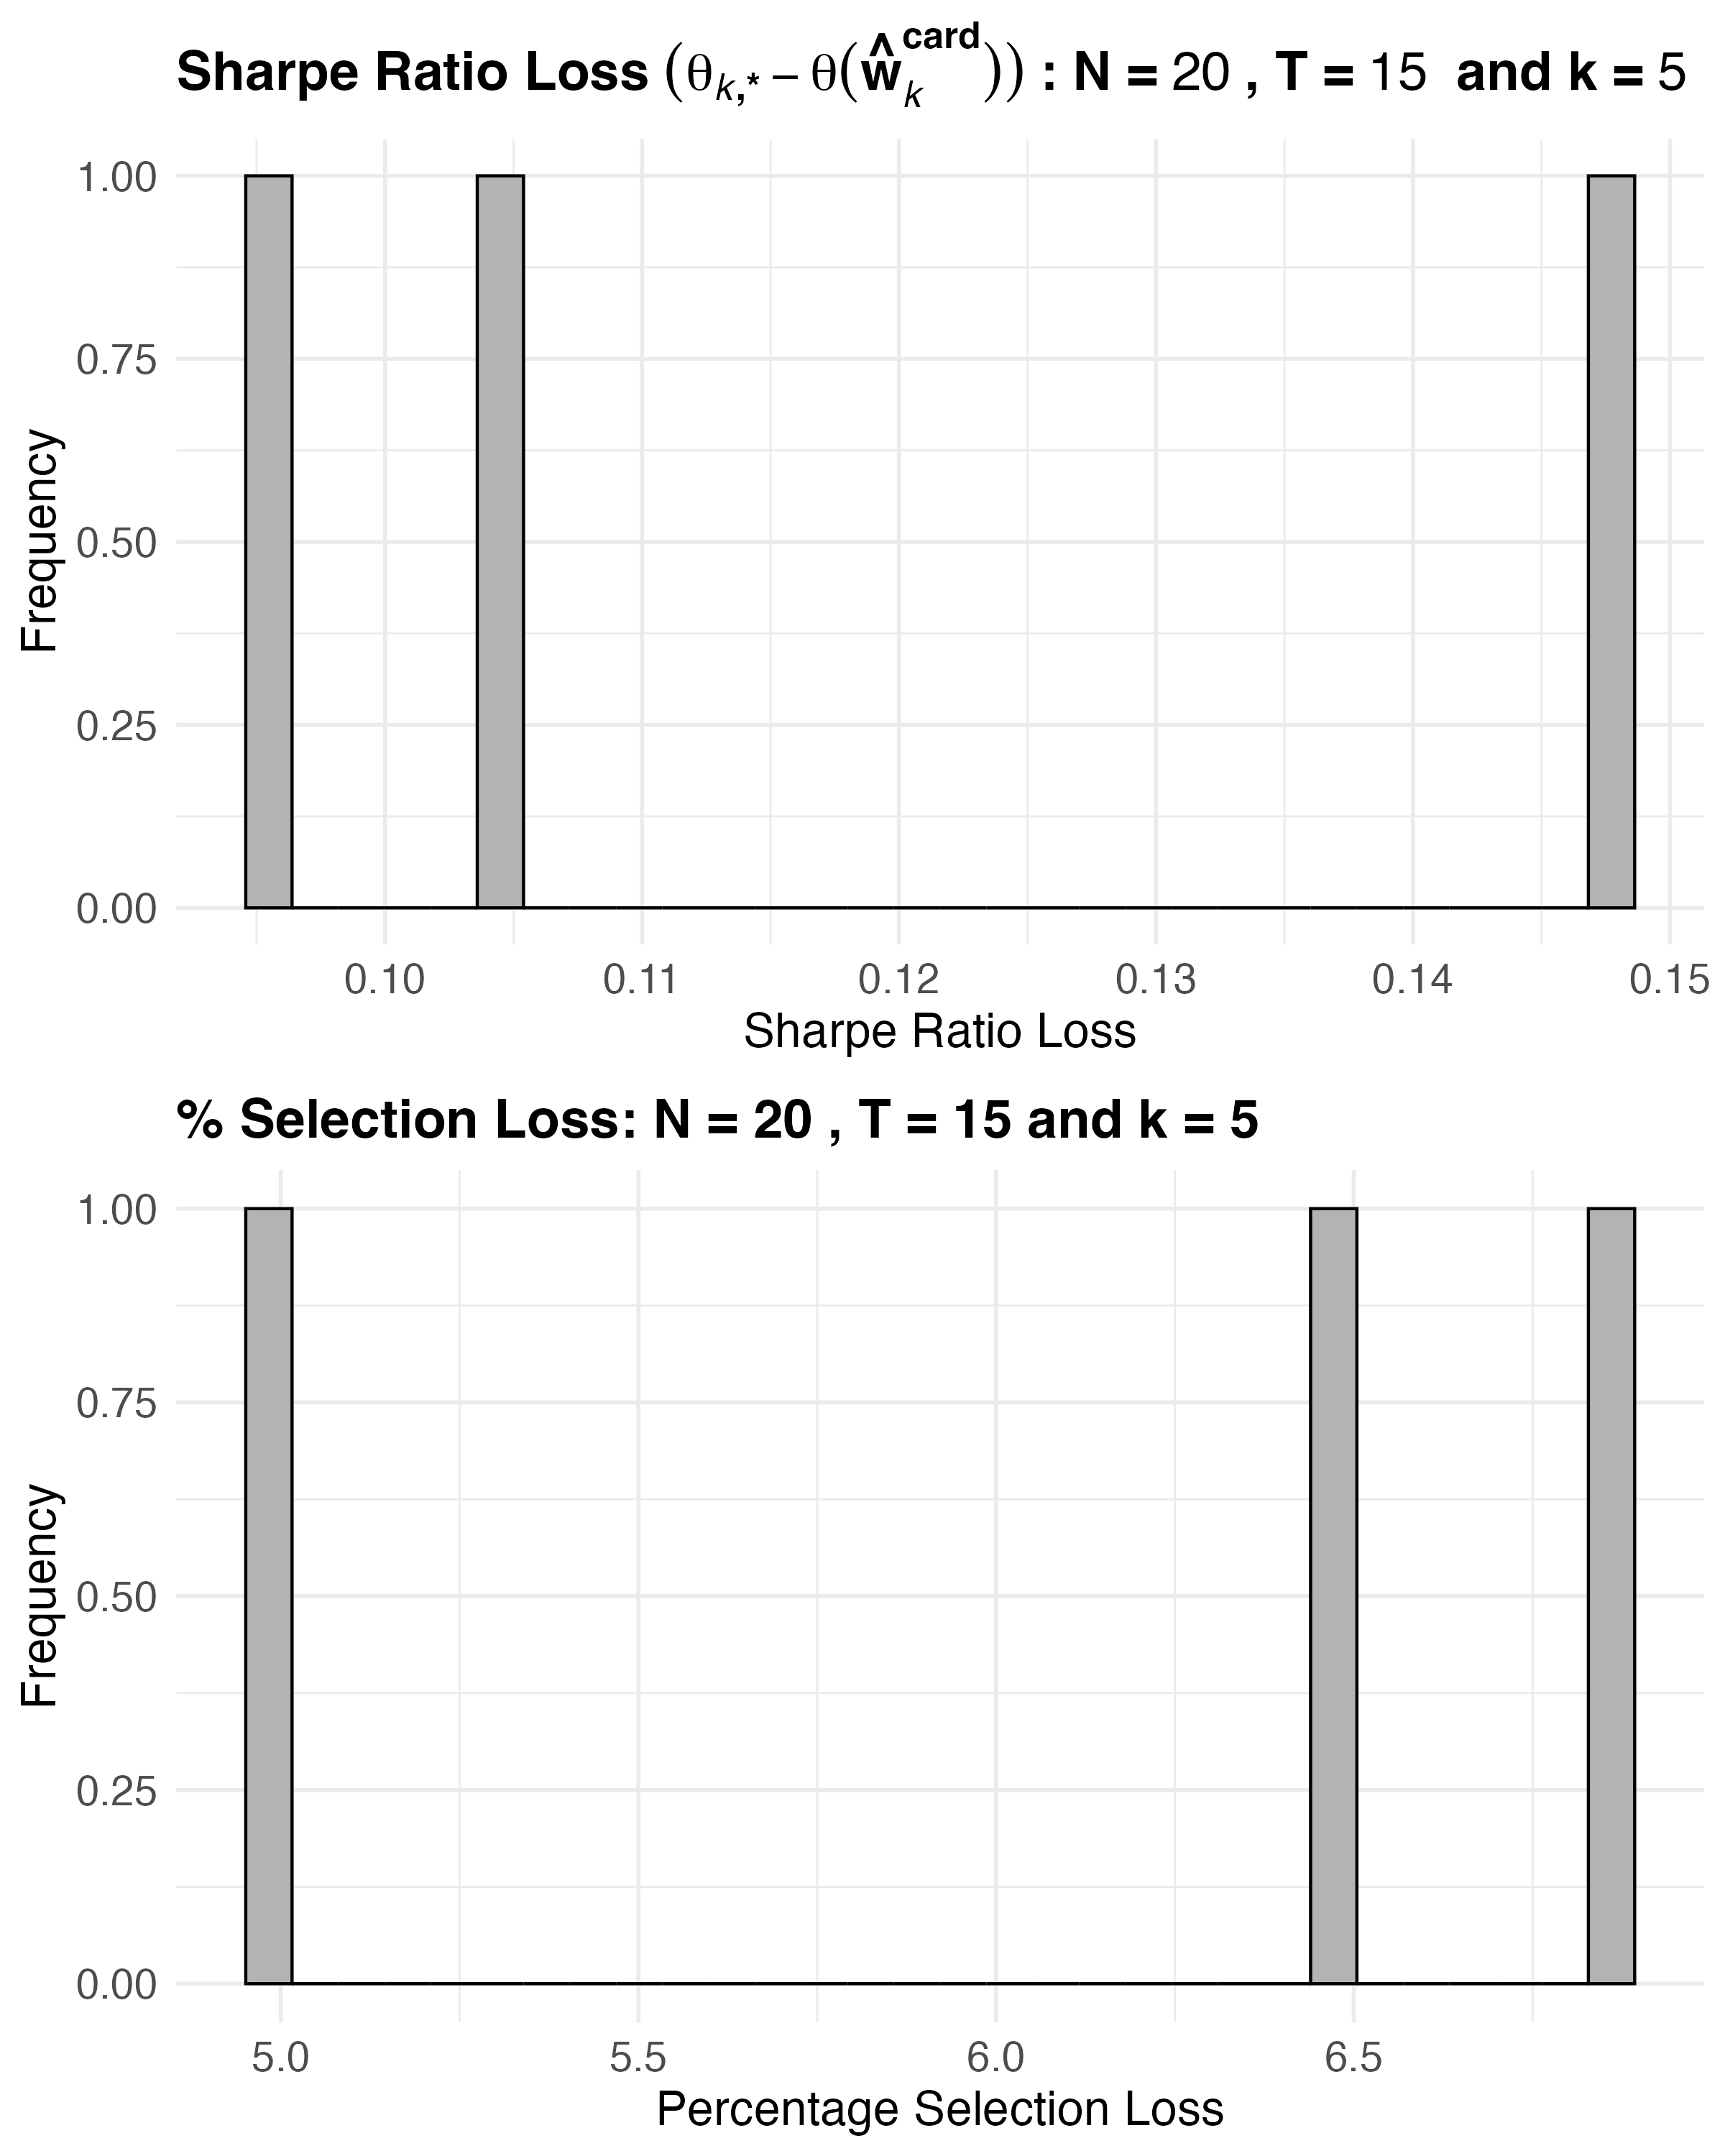 Sharpe Ratio Loss (θk,* – θ(ŵk^card)) : N = 20 , T = 15 and k = 5
1.00
0.75
0.50
0.25
0.00
Frequency
0.10 0.11 0.12 0.13 0.14 0.15
Sharpe Ratio Loss
% Selection Loss: N = 20 , T = 15 and k = 5
1.00
0.75
0.50
0.25
0.00
Frequency
5.0 5.5 6.0 6.5
Percentage Selection Loss